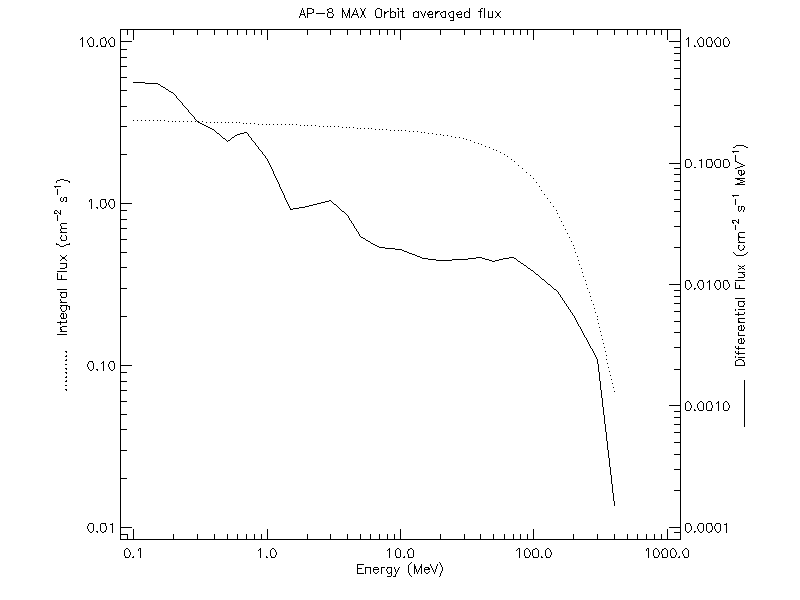 AP-8 MAX Orbit averaged flux
10.00
1.00
0.10
0.01
1.0000
0.1000
0.0100
0.0010
0.0001
Integral Flux (cm⁻² s⁻¹)
Differential Flux (cm⁻² s⁻¹ MeV⁻¹)
0.1 1.0 10.0 100.0 1000.0
Energy (MeV)